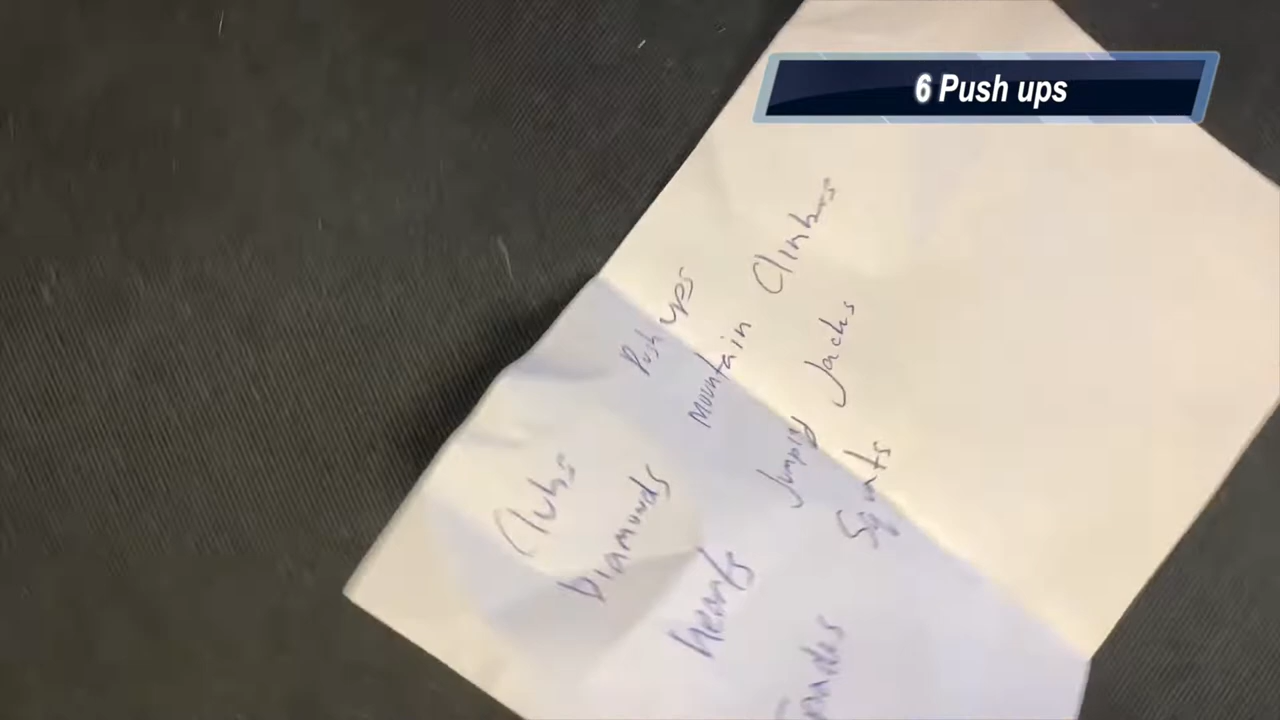 6 Push ups
Clubs Push ups
Diamonds Mountain Climbers
hearts Jumping Jacks
Spades Squats